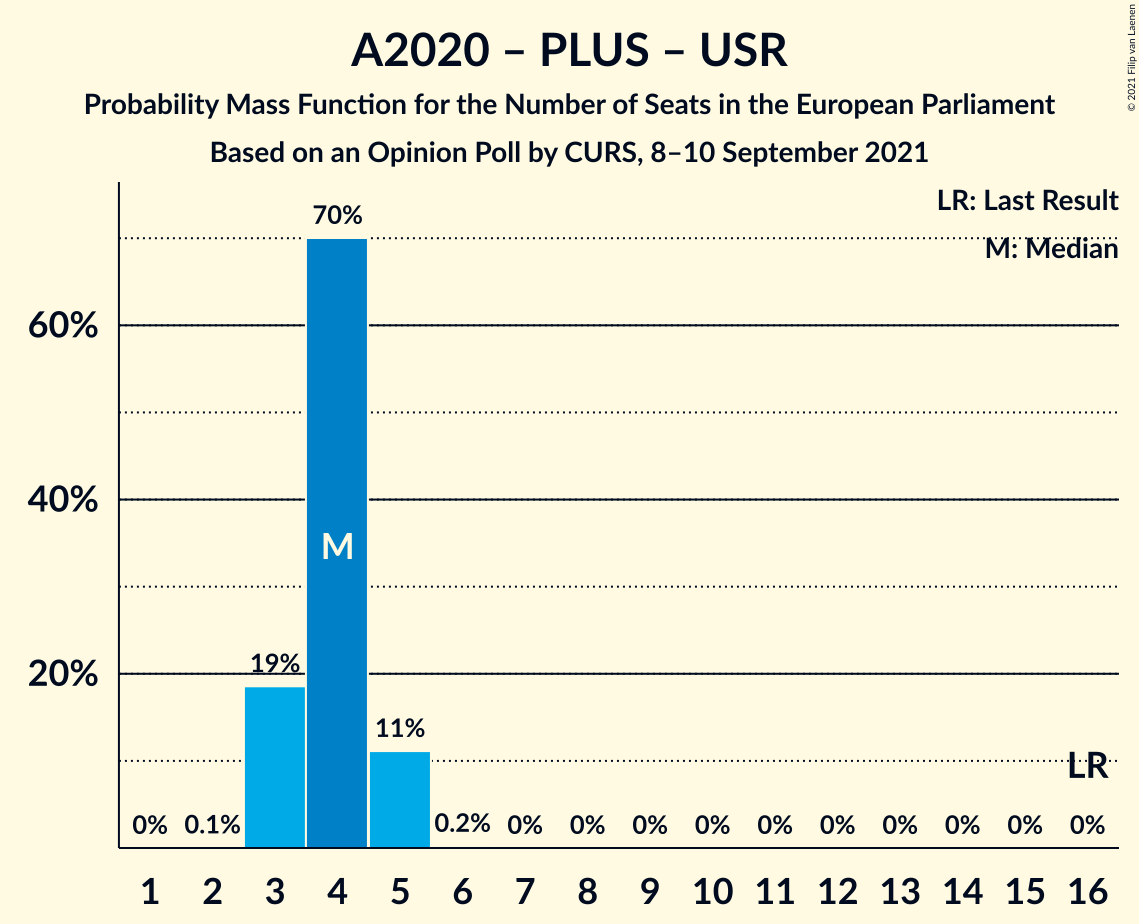 A2020 – PLUS – USR
Probability Mass Function for the Number of Seats in the European Parliament
Based on an Opinion Poll by CURS, 8–10 September 2021
© 2021 Filip van Laenen
LR: Last Result
M: Median
60%
40%
20%
0%
0.1%
19%
70%
M
11%
0.2%
0%
0%
0%
0%
0%
0%
0%
0%
0%
0%
LR
1 2 3 4 5 6 7 8 9 10 11 12 13 14 15 16